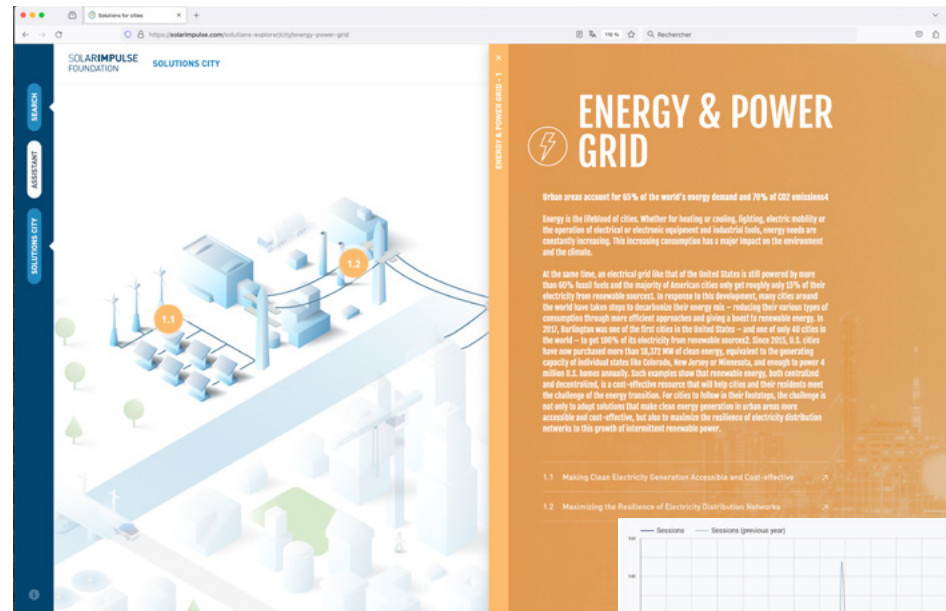 Solutions for cities
https://solarimpulse.com/solutions-explorer/city/energy-power-grid
110 %
Rechercher
SOLARIMPULSE
FOUNDATION
SOLUTIONS CITY
SEARCH
ASSISTANT
SOLUTIONS CITY
1.1
1.2
ENERGY & POWER GRID - 1
ENERGY & POWER
GRID
Urban areas account for 65% of the world's energy demand and 70% of CO2 emissions4
Energy is the lifeblood of cities. Whether for heating or cooling, lighting, electric mobility or
the operation of electrical or electronic equipment and industrial tools, energy needs are
constantly increasing. This increasing consumption has a major impact on the environment
and the climate.
At the same time, an electrical grid like that of the United States is still powered by more
than 60% fossil fuels and the majority of American cities only get roughly only 15% of their
electricity from renewable sources1. In response to this development, many cities around
the world have taken steps to decarbonize their energy mix – reducing their various types of
consumption through more efficient approaches and giving a boost to renewable energy. In
2017, Burlington was one of the first cities in the United States – and one of only 40 cities in
the world – to get 100% of its electricity from renewable sources2. Since 2015, U.S. cities
have now purchased more than 18,372 MW of clean energy, equivalent to the generating
capacity of individual states like Colorado, New Jersey or Minnesota, and enough to power 4
million U.S. homes annually. Such examples show that renewable energy, both centralized
and decentralized, is a cost-effective resource that will help cities and their residents meet
the challenge of the energy transition. For cities to follow in their footsteps, the challenge is
not only to adopt solutions that make clean energy generation in urban areas more
accessible and cost-effective, but also to maximize the resilience of electricity distribution
networks to this growth of intermittent renewable power.
1.1 Making Clean Electricity Generation Accessible and Cost-effective
1.2 Maximizing the Resilience of Electricity Distribution Networks
Sessions
Sessions (previous year)